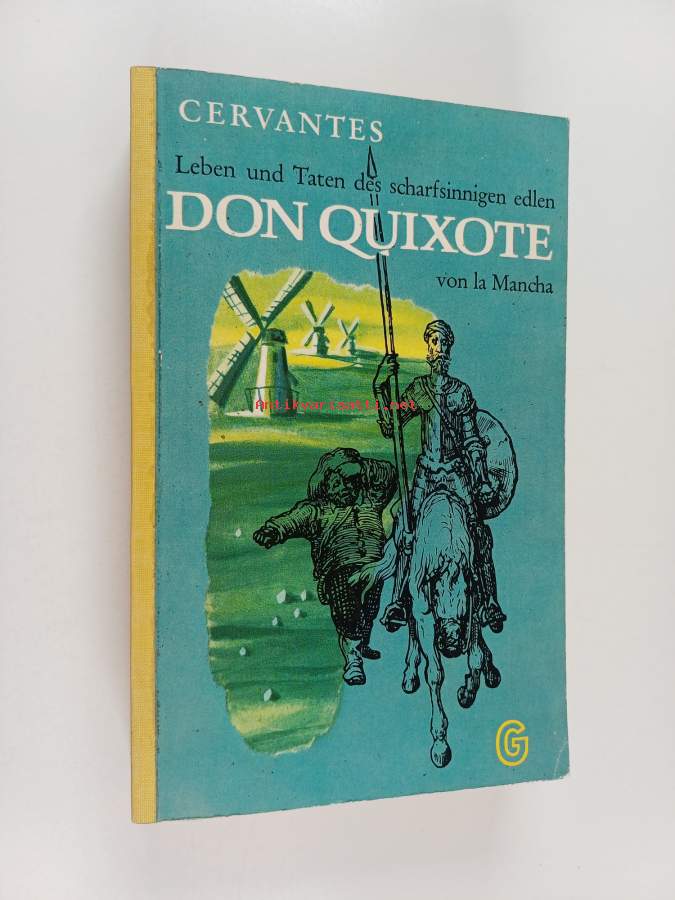 CERVANTES
Leben und Taten des scharfsinnigen edlen
DON QUIXOTE
von la Mancha
Antikvariaatti.net
G